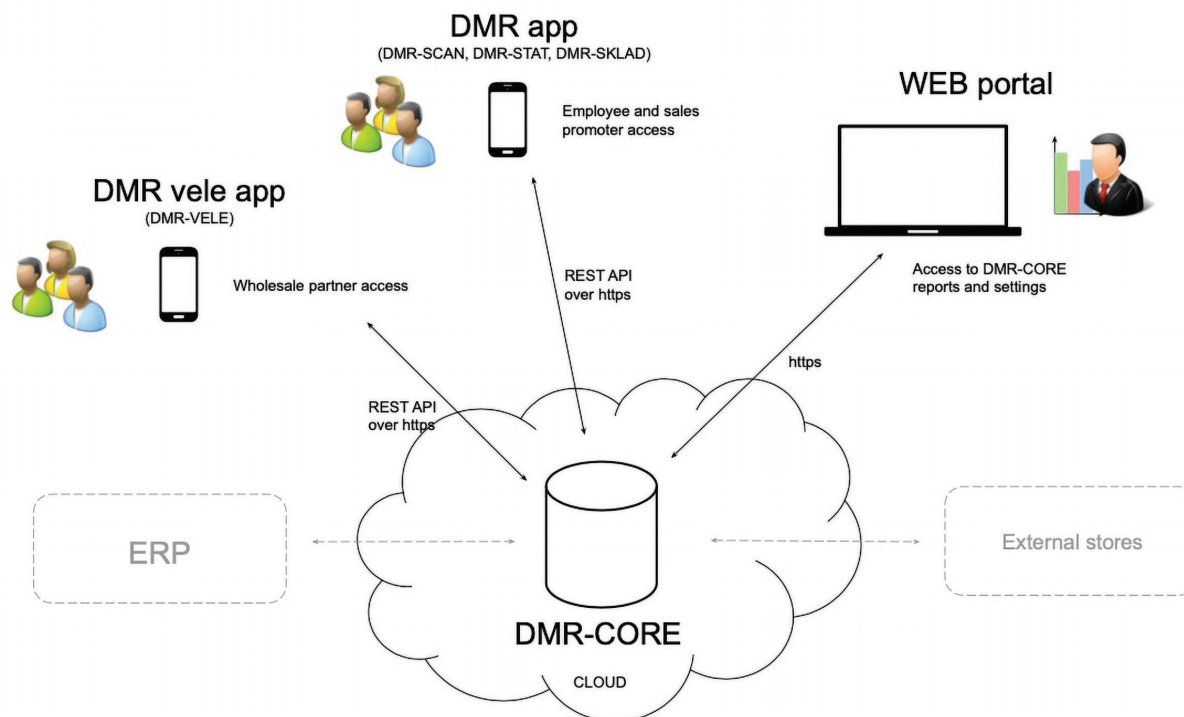 DMR app
(DMR-SCAN, DMR-STAT, DMR-SKLAD)
Employee and sales
promoter access
WEB portal
DMR vele app
(DMR-VELE)
Wholesale partner access
REST API
over https
Access to DMR-CORE
reports and settings
https
REST API
over https
ERP
External stores
DMR-CORE
CLOUD